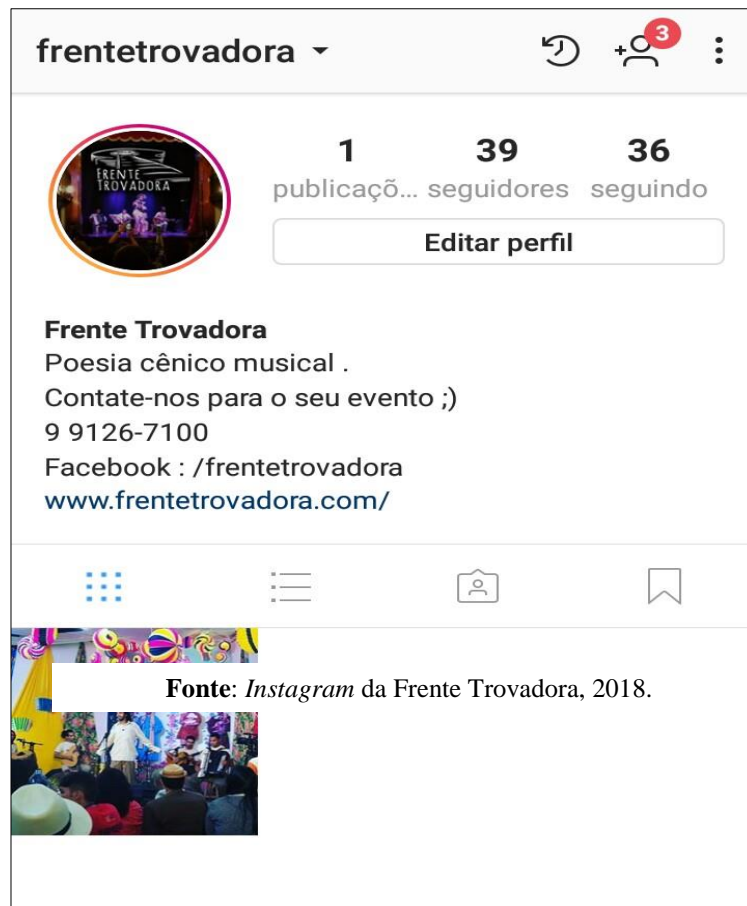 frentetrovadora
3
1 39 36
publicaçõ... seguidores seguindo
Editar perfil
FRENTE
TROVADORA
Frente Trovadora
Poesia cênico musical .
Contate-nos para o seu evento ;)
9 9126-7100
Facebook : /frentetrovadora
www.frentetrovadora.com/
Fonte: Instagram da Frente Trovadora, 2018.